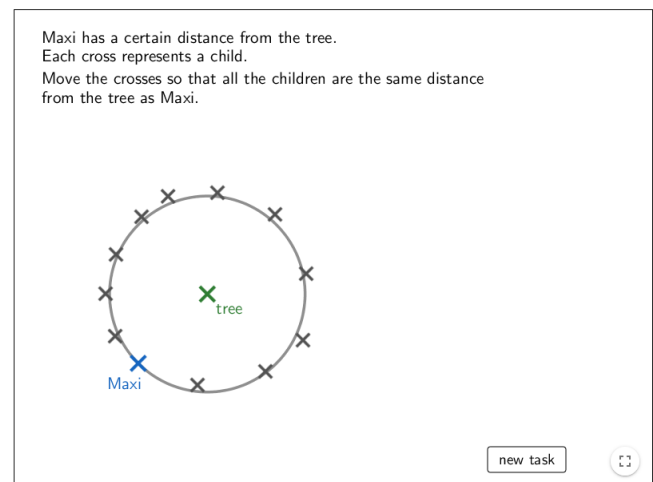 Maxi has a certain distance from the tree.
Each cross represents a child.
Move the crosses so that all the children are the same distance
from the tree as Maxi.
tree
Maxi
new task